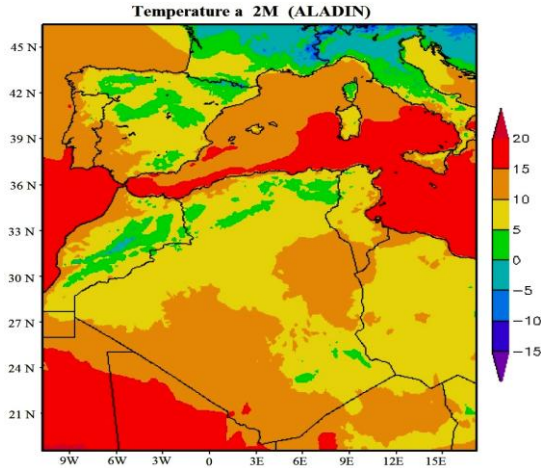 Temperature a 2M (ALADIN)
45 N
42 N
39 N
36 N
33 N
30 N
27 N
24 N
21 N
9W
6W
3W
0
3E
6E
9E
12E
15E
20
15
10
5
0
−5
−10
−15